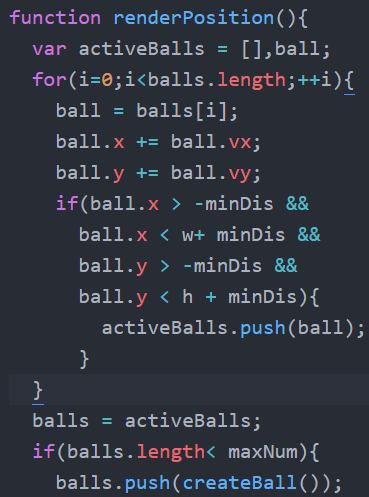 function renderPosition(){
  var activeBalls = [],ball;
  for(i=0;i<balls.length;++i){
    ball = balls[i];
    ball.x += ball.vx;
    ball.y += ball.vy;
    if(ball.x > -minDis &&
      ball.x < w+ minDis &&
      ball.y > -minDis &&
      ball.y < h + minDis){
        activeBalls.push(ball);
      }
  }
  balls = activeBalls;
  if(balls.length< maxNum){
    balls.push(createBall());